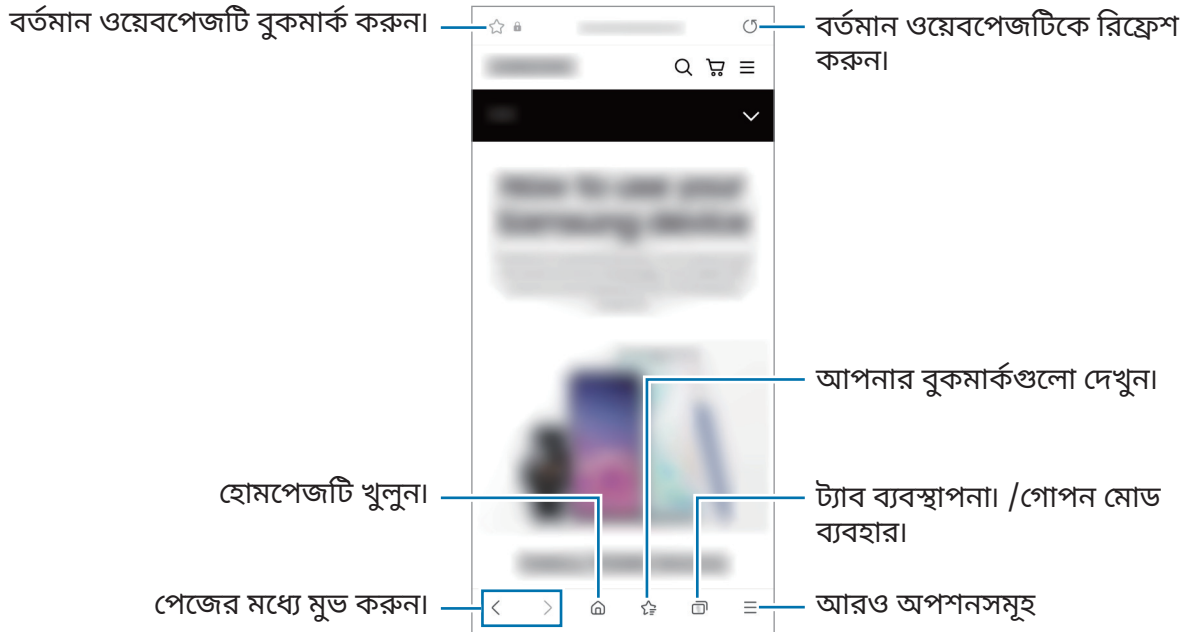 বর্তমান ওয়েবপেজটি বুকমার্ক করুন।
বর্তমান ওয়েবপেজটিকে রিফ্রেশ
করুন।
আপনার বুকমার্কগুলো দেখুন।
হোমপেজটি খুলুন।
ট্যাব ব্যবস্থাপনা। /গোপন মোড
ব্যবহার।
পেজের মধ্যে মুভ করুন।
আরও অপশনসমূহ